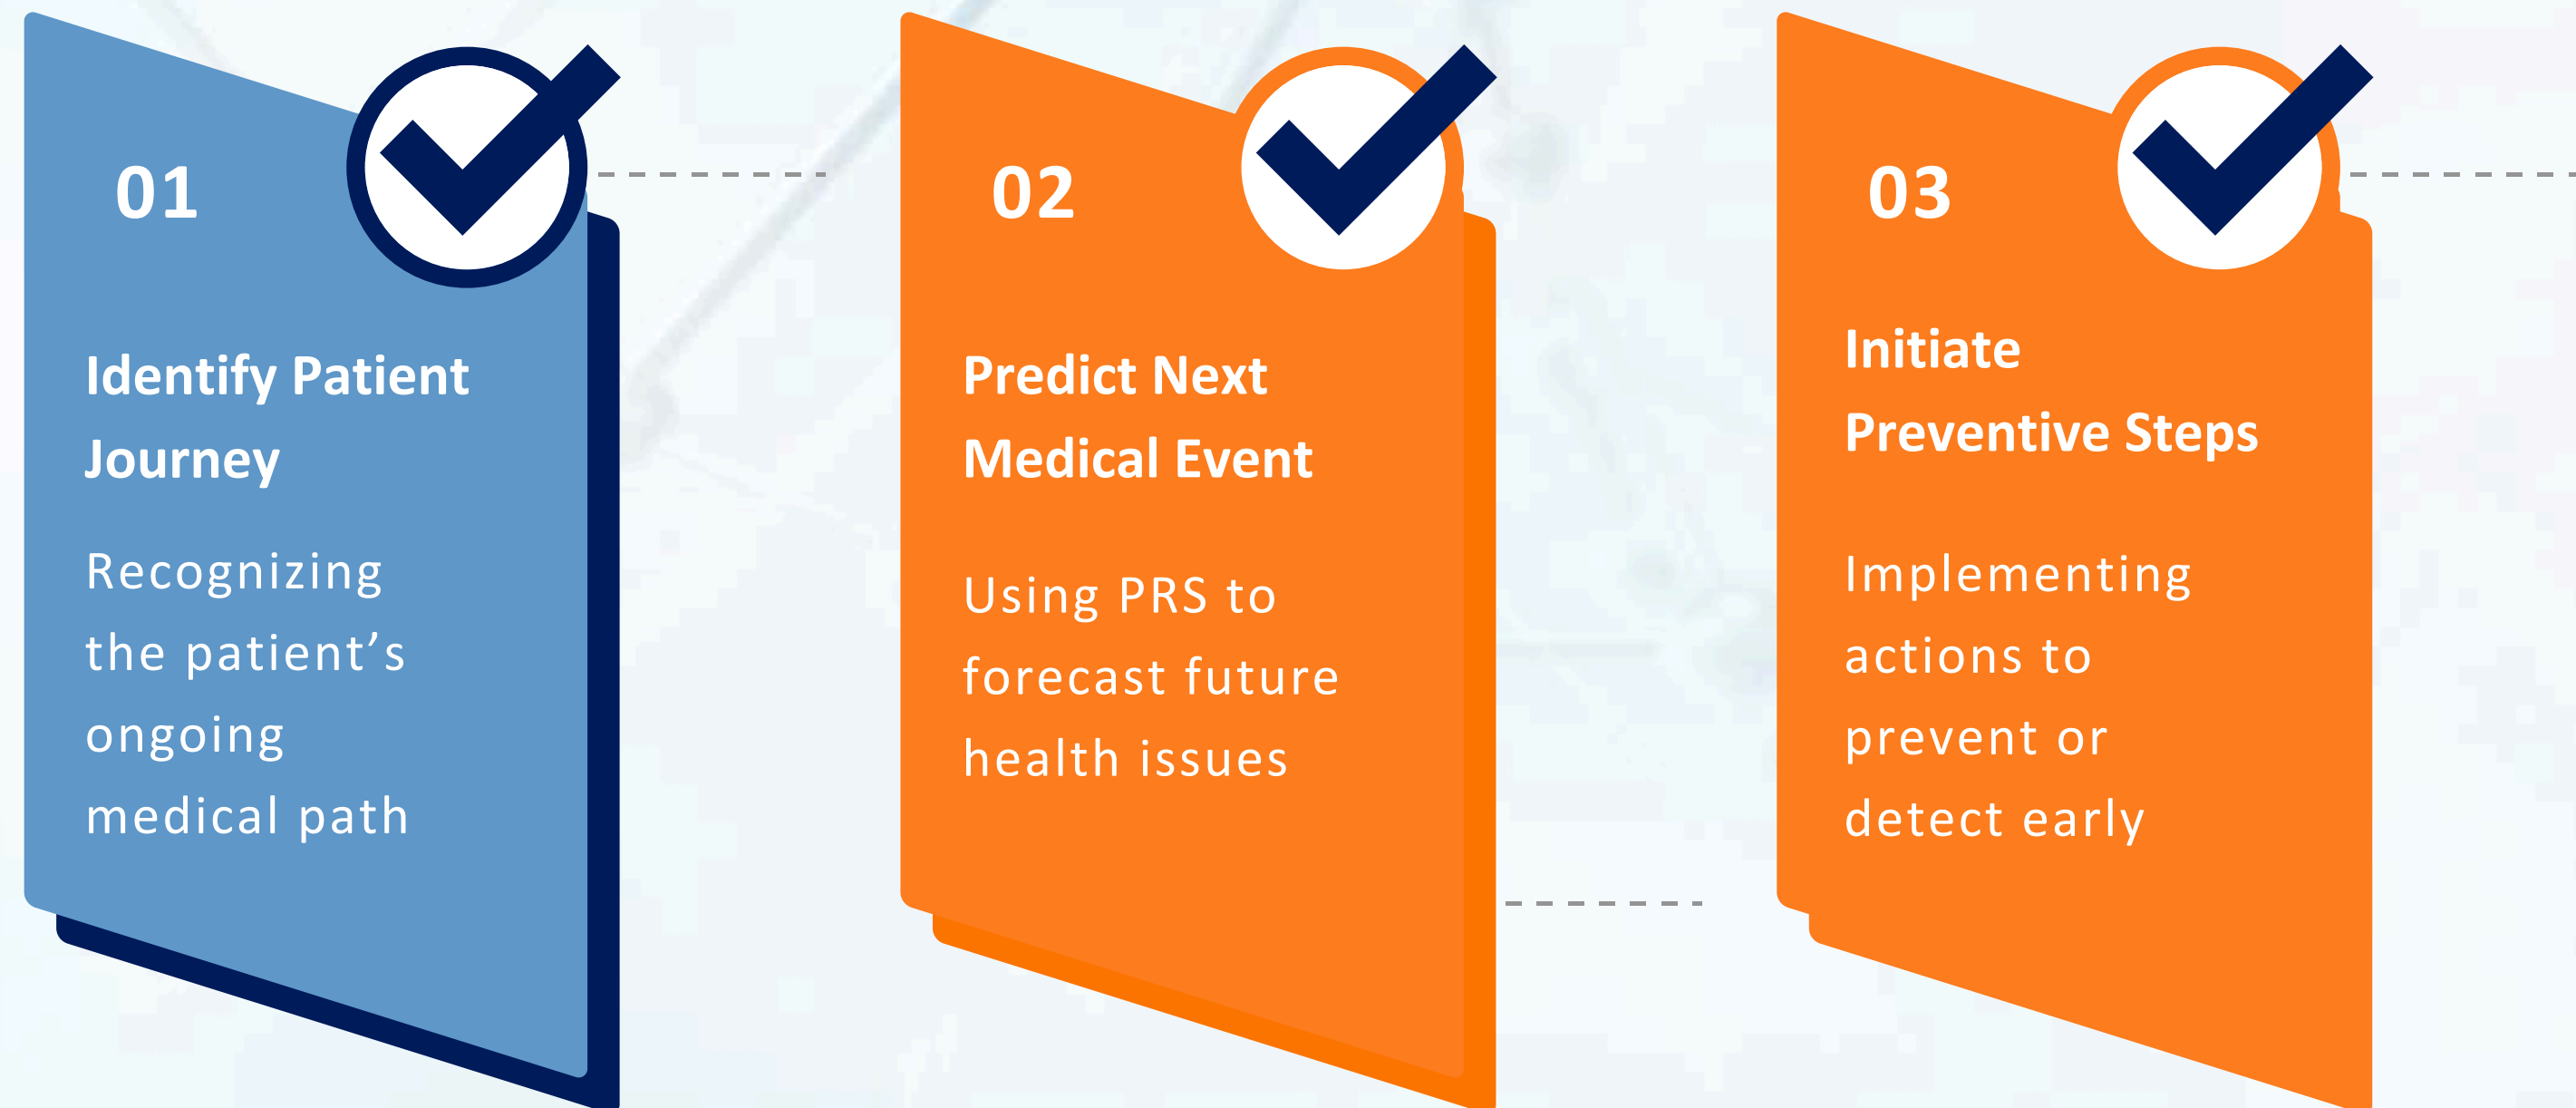 01
Identify Patient
Journey
Recognizing
the patient’s
ongoing
medical path
02
Predict Next
Medical Event
Using PRS to
forecast future
health issues
03
Initiate
Preventive Steps
Implementing
actions to
prevent or
detect early